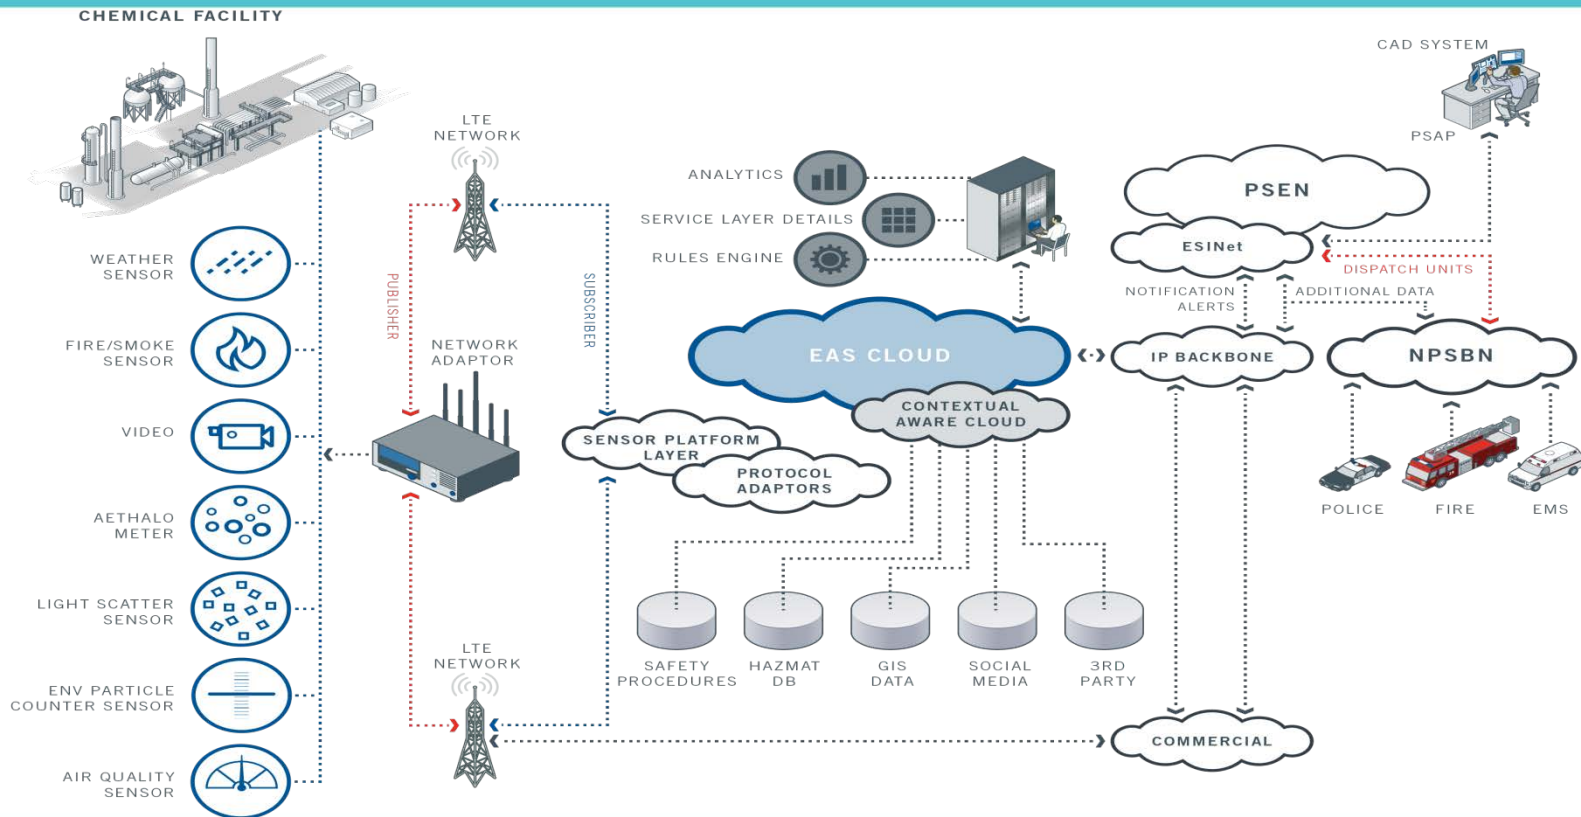 CHEMICAL FACILITY
WEATHER
SENSOR
FIRE/SMOKE
SENSOR
VIDEO
AETHALO
METER
LIGHT SCATTER
SENSOR
ENV PARTICLE
COUNTER SENSOR
AIR QUALITY
SENSOR
LTE
NETWORK
PUBLISHER
SUBSCRIBER
NETWORK
ADAPTOR
LTE
NETWORK
SENSOR PLATFORM
LAYER
PROTOCOL
ADAPTORS
ANALYTICS
SERVICE LAYER DETAILS
RULES ENGINE
EAS CLOUD
CONTEXTUAL
AWARE CLOUD
SAFETY
PROCEDURES
HAZMAT
DB
GIS
DATA
SOCIAL
MEDIA
3RD
PARTY
CAD SYSTEM
PSAP
PSEN
ESINet
DISPATCH UNITS
NOTIFICATION
ALERTS
ADDITIONAL DATA
IP BACKBONE
NPSBN
POLICE
FIRE
EMS
COMMERCIAL